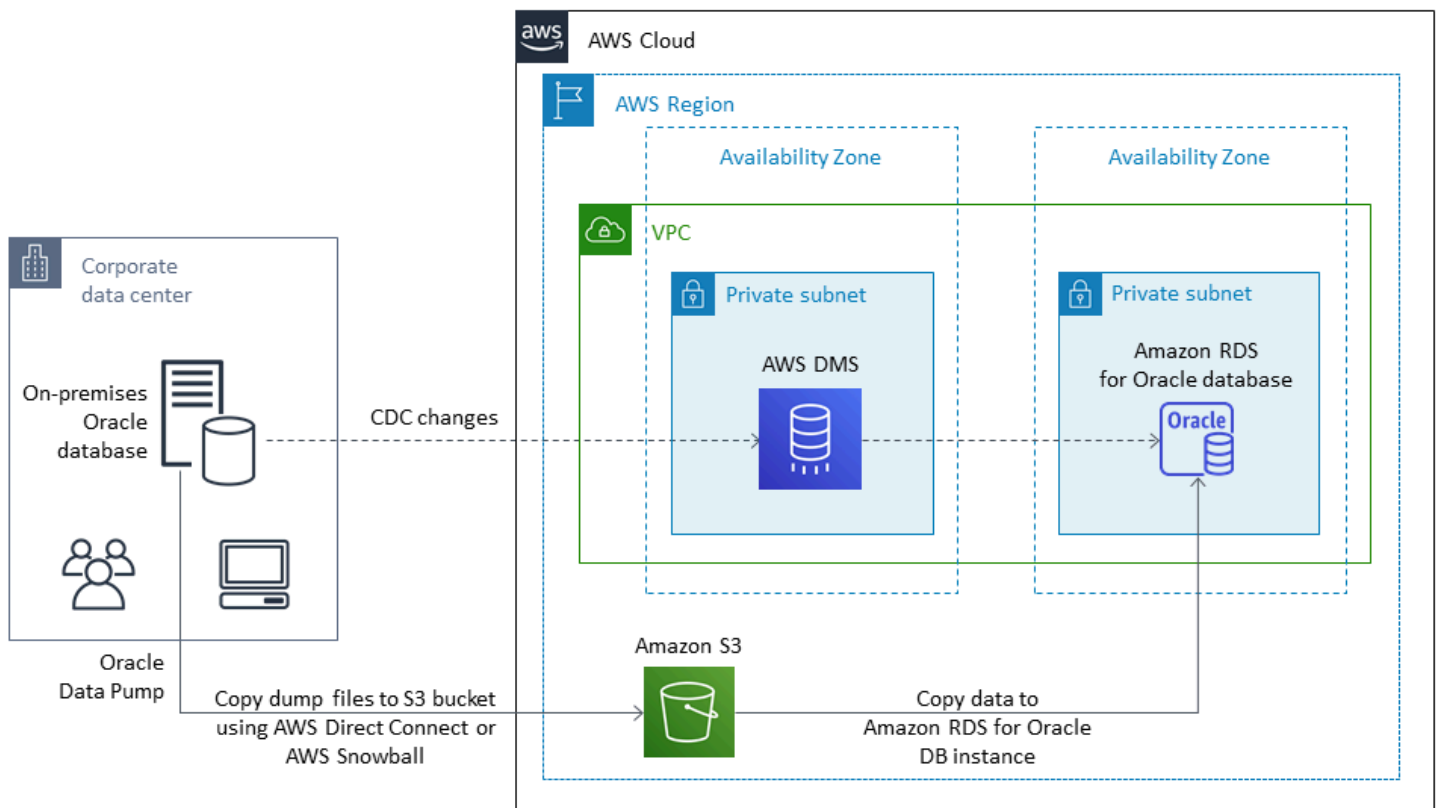 aws
AWS Cloud
AWS Region
Availability Zone
Availability Zone
VPC
Corporate
data center
Private subnet
Private subnet
On-premises
Oracle
database
CDC changes
AWS DMS
Amazon RDS
for Oracle database
Oracle
Oracle
Data Pump
Copy dump files to S3 bucket
using AWS Direct Connect or
AWS Snowball
Amazon S3
Copy data to
Amazon RDS for Oracle
DB instance